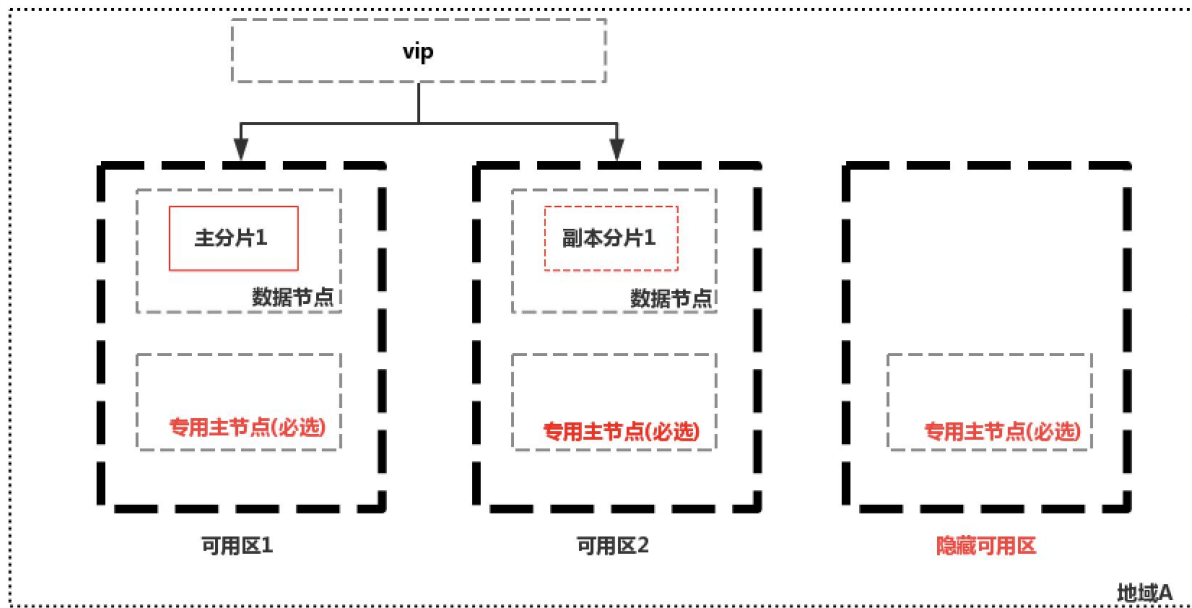 vip
主分片1
副本分片1
数据节点
数据节点
专用主节点(必选)
专用主节点(必选)
专用主节点(必选)
可用区1
可用区2
隐藏可用区
地域A